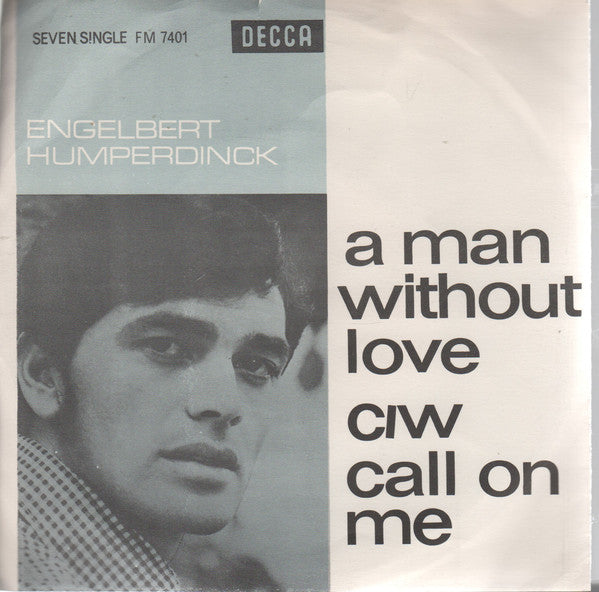 SEVEN SINGLE FM 7401 DECCA
ENGELBERT
HUMPERDINCK
a man
without
love
c/w
call on
me